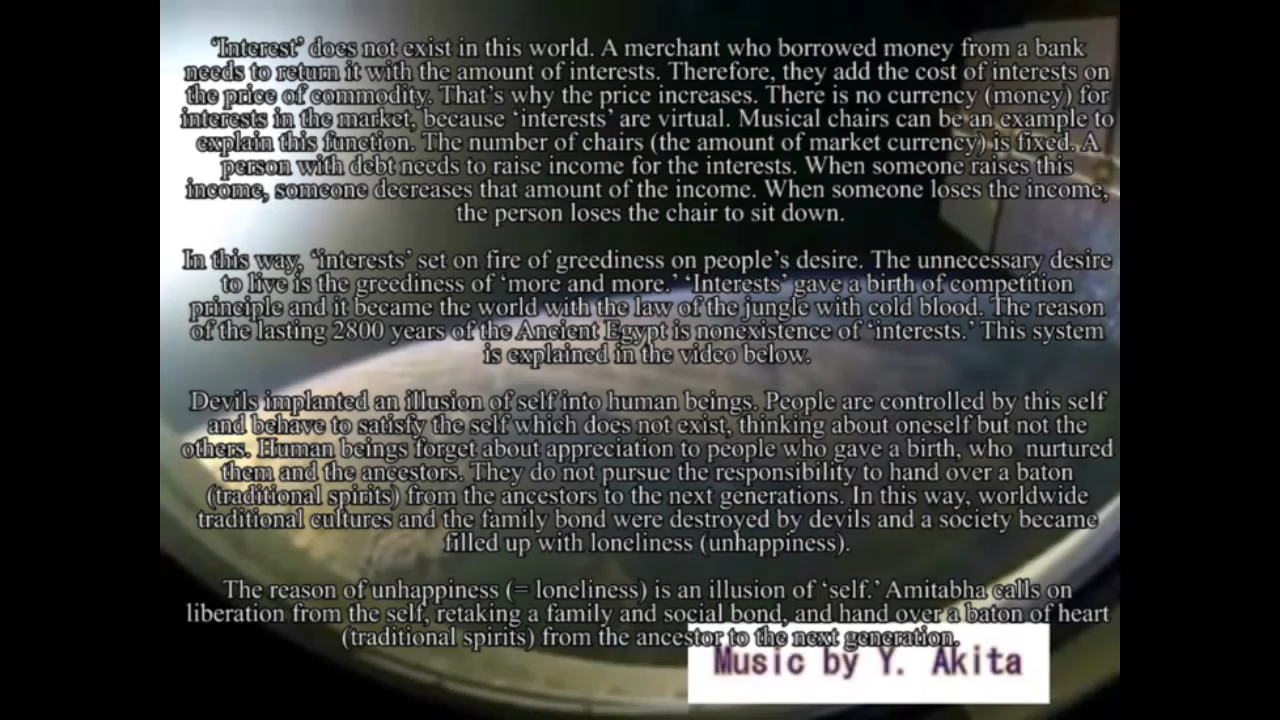 ‘Interest’ does not exist in this world. A merchant who borrowed money from a bank
needs to return it with the amount of interests. Therefore, they add the cost of interests on
the price of commodity. That’s why the price increases. There is no currency (money) for
interests in the market, because ‘interests’ are virtual. Musical chairs can be an example to
explain this function. The number of chairs (the amount of market currency) is fixed. A
person with debt needs to raise income for the interests. When someone raises this
income, someone decreases that amount of the income. When someone loses the income,
the person loses the chair to sit down.
In this way, ‘interests’ set on fire of greediness on people’s desire. The unnecessary desire
to live is the greediness of ‘more and more.’ ‘Interests’ gave a birth of competition
principle and it became the world with the law of the jungle with cold blood. The reason
of the lasting 2800 years of the Ancient Egypt is nonexistence of ‘interests.’ This system
is explained in the video below.
Devils implanted an illusion of self into human beings. People are controlled by this self
and behave to satisfy the self which does not exist, thinking about oneself but not the
others. Human beings forget about appreciation to people who gave a birth, who nurtured
them and the ancestors. They do not pursue the responsibility to hand over a baton
(traditional spirits) from the ancestors to the next generations. In this way, worldwide
traditional cultures and the family bond were destroyed by devils and a society became
filled up with loneliness (unhappiness).
The reason of unhappiness (= loneliness) is an illusion of ‘self.’ Amitabha calls on
liberation from the self, retaking a family and social bond, and hand over a baton of heart
(traditional spirits) from the ancestor to the next generation.
Music by Y. Akita